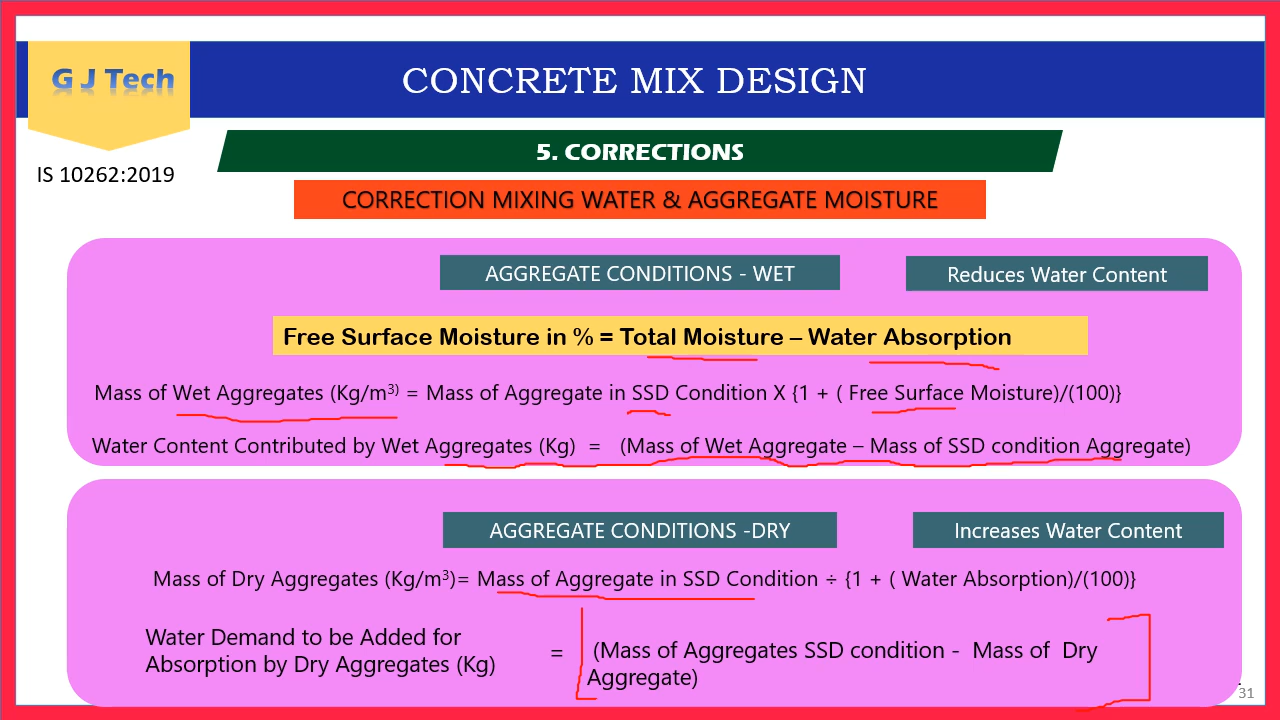 G J Tech
CONCRETE MIX DESIGN
5. CORRECTIONS
IS 10262:2019
CORRECTION MIXING WATER & AGGREGATE MOISTURE
AGGREGATE CONDITIONS - WET
Reduces Water Content
Free Surface Moisture in % = Total Moisture – Water Absorption
Mass of Wet Aggregates (Kg/m³⁾ = Mass of Aggregate in SSD Condition X {1 + ( Free Surface Moisture)/(100)}
Water Content Contributed by Wet Aggregates (Kg) = (Mass of Wet Aggregate – Mass of SSD condition Aggregate)
AGGREGATE CONDITIONS -DRY
Increases Water Content
Mass of Dry Aggregates (Kg/m³)= Mass of Aggregate in SSD Condition ÷ {1 + ( Water Absorption)/(100)}
Water Demand to be Added for
Absorption by Dry Aggregates (Kg)
= (Mass of Aggregates SSD condition - Mass of Dry
Aggregate)
31